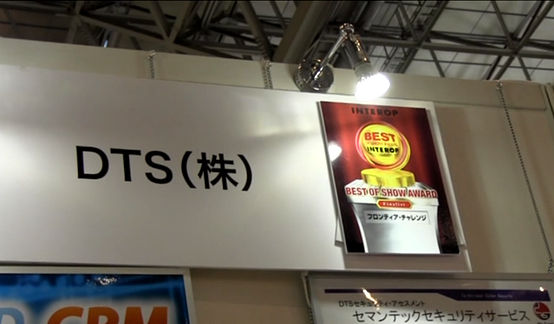 DTS(株)
INTEROP
BEST
INTEROP
BEST OF SHOW AWARD
Finalist
フロンティア・チャレンジ
CRM
DTSセキュリティ・アセスメント
セマンテックセキュリティサービス